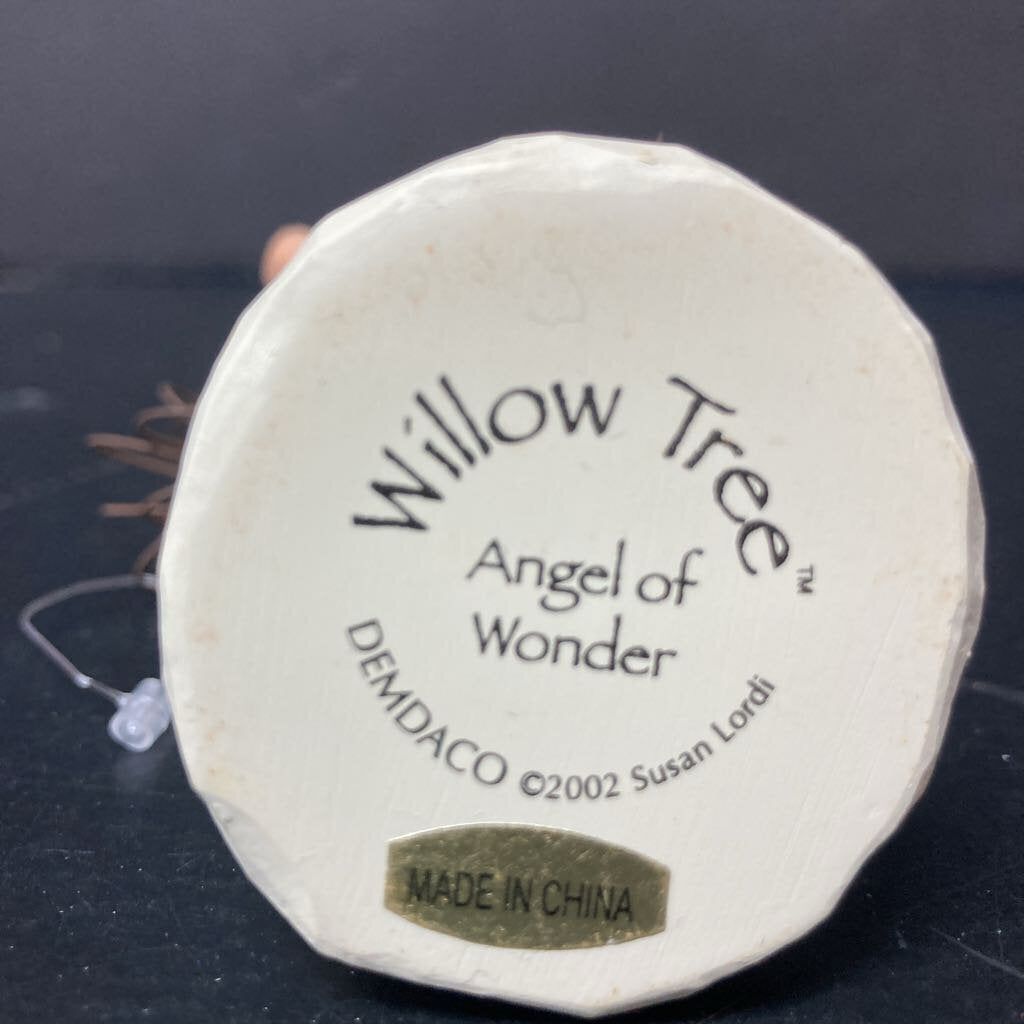 Willow Tree™
Angel of
Wonder
DEMDACO ©2002 Susan Lordi
MADE IN CHINA